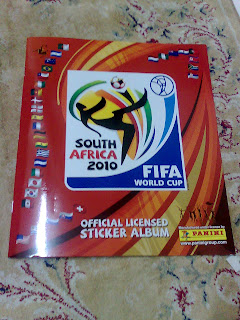 SOUTH
AFRICA
2010
FIFA
WORLD CUP
OFFICIAL LICENSED
STICKER ALBUM
PANINI
www.paninigroup.com